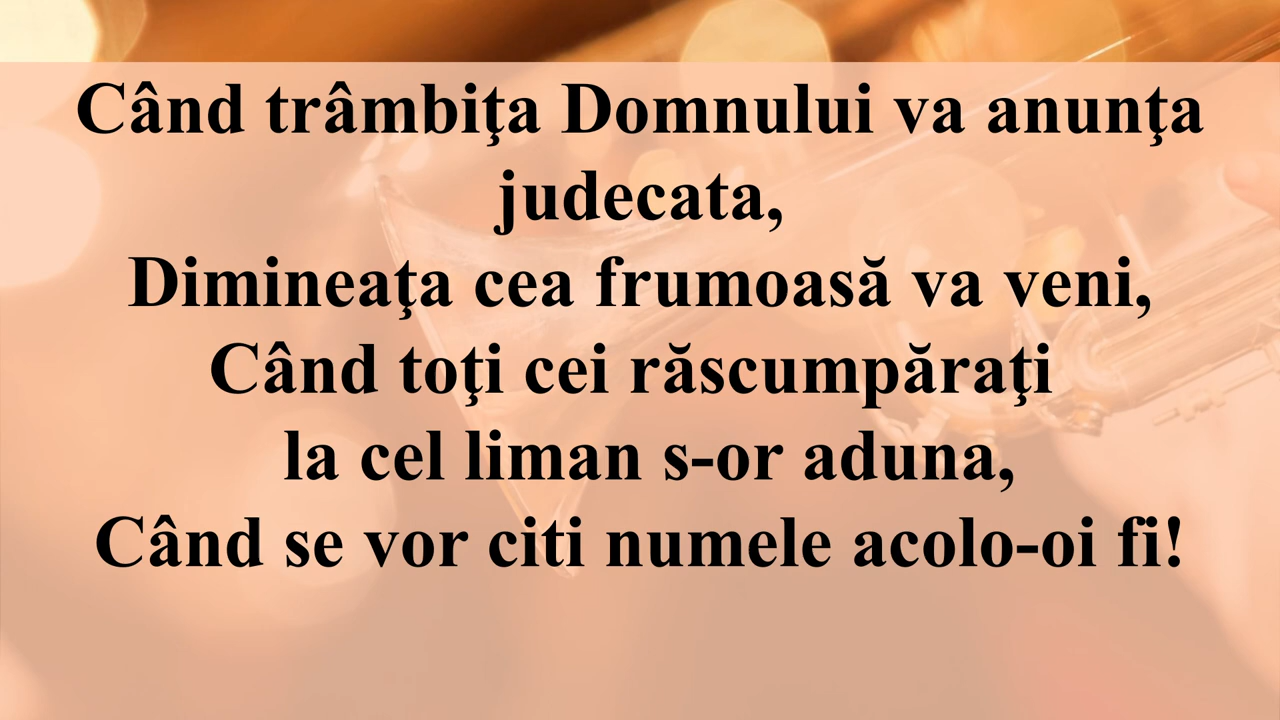 Când trâmbiţa Domnului va anunţa
judecata,
Dimineaţa cea frumoasă va veni,
Când toţi cei răscumpăraţi
la cel liman s-or aduna,
Când se vor citi numele acolo-oi fi!